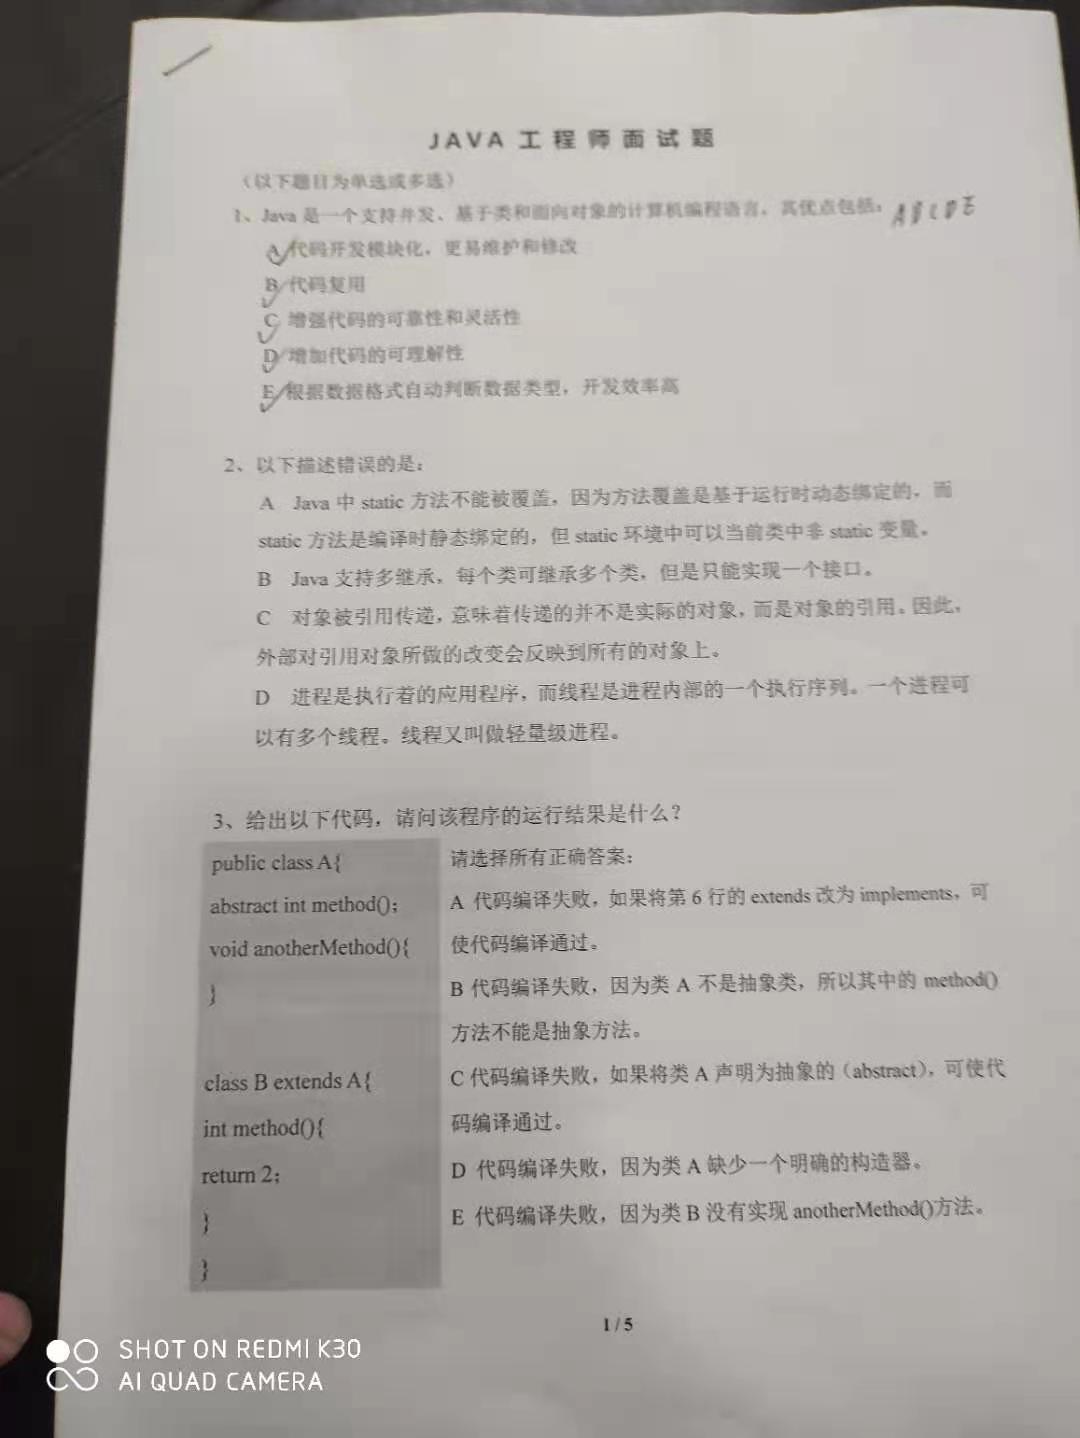 JAVA 工程师面试题
（以下题目为单选或多选）
1、Java 是一个支持并发、基于类和面向对象的计算机编程语言，其优点包括： ABCDE
A 代码开发模块化，更易维护和修改
B 代码复用
C 增强代码的可靠性和灵活性
D 增加代码的可理解性
E 根据数据格式自动判断数据类型，开发效率高
2、以下描述错误的是：
A Java 中 static 方法不能被覆盖，因为方法覆盖是基于运行时动态绑定的，而
static 方法是编译时静态绑定的，但 static 环境中可以当前类中非 static 变量。
B Java 支持多继承，每个类可继承多个类，但是只能实现一个接口。
C 对象被引用传递，意味着传递的并不是实际的对象，而是对象的引用。因此，
外部对引用对象所做的改变会反映到所有的对象上。
D 进程是执行着的应用程序，而线程是进程内部的一个执行序列。一个进程可
以有多个线程。线程又叫做轻量级进程。
3、给出以下代码，请问该程序的运行结果是什么？
public class A{
abstract int method();
void anotherMethod(){
}
class B extends A{
int method(){
return 2;
}
}
请选择所有正确答案：
A 代码编译失败，如果将第 6 行的 extends 改为 implements，可
使代码编译通过。
B 代码编译失败，因为类 A 不是抽象类，所以其中的 method()
方法不能是抽象方法。
C 代码编译失败，如果将类 A 声明为抽象的（abstract），可使代
码编译通过。
D 代码编译失败，因为类 A 缺少一个明确的构造器。
E 代码编译失败，因为类 B 没有实现 anotherMethod()方法。
1 / 5
SHOT ON REDMI K30
AI QUAD CAMERA